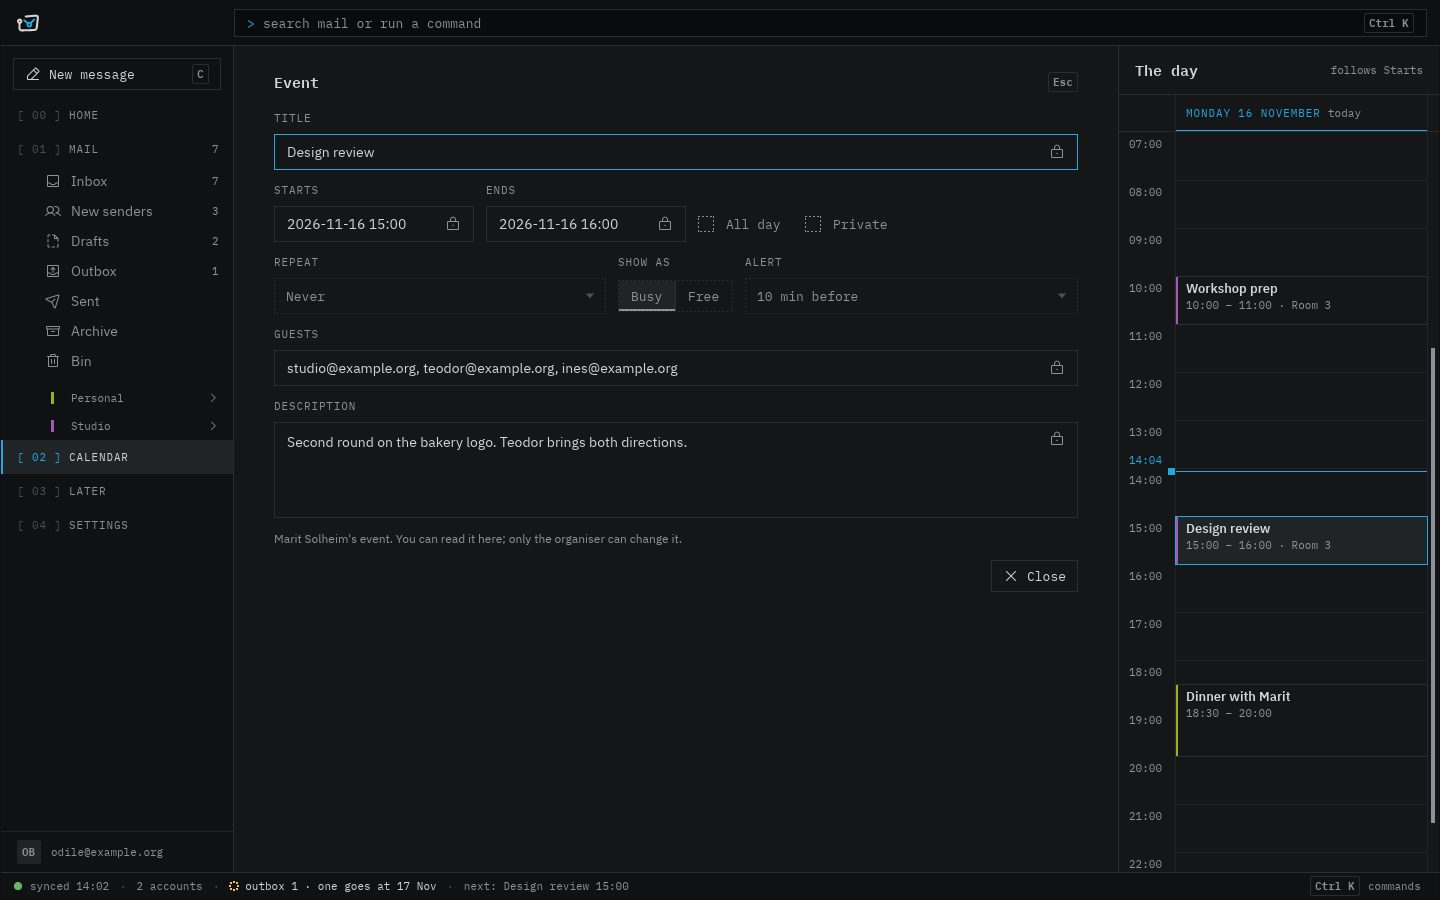 > search mail or run a command Ctrl K
New message C
[ 00 ] HOME
[ 01 ] MAIL 7
Inbox 7
New senders 3
Drafts 2
Outbox 1
Sent
Archive
Bin
Personal
Studio
[ 02 ] CALENDAR
[ 03 ] LATER
[ 04 ] SETTINGS
OB odile@example.org
Event Esc
TITLE
Design review
STARTS ENDS
2026-11-16 15:00 2026-11-16 16:00 All day Private
REPEAT SHOW AS ALERT
Never Busy Free 10 min before
GUESTS
studio@example.org, teodor@example.org, ines@example.org
DESCRIPTION
Second round on the bakery logo. Teodor brings both directions.
Marit Solheim's event. You can read it here; only the organiser can change it.
Close
The day follows Starts
MONDAY 16 NOVEMBER today
07:00
08:00
09:00
10:00 Workshop prep
10:00 – 11:00 · Room 3
11:00
12:00
13:00
14:04
14:00
15:00 Design review
15:00 – 16:00 · Room 3
16:00
17:00
18:00
Dinner with Marit
18:30 – 20:00
19:00
20:00
21:00
22:00
synced 14:02 · 2 accounts · outbox 1 · one goes at 17 Nov · next: Design review 15:00 Ctrl K commands